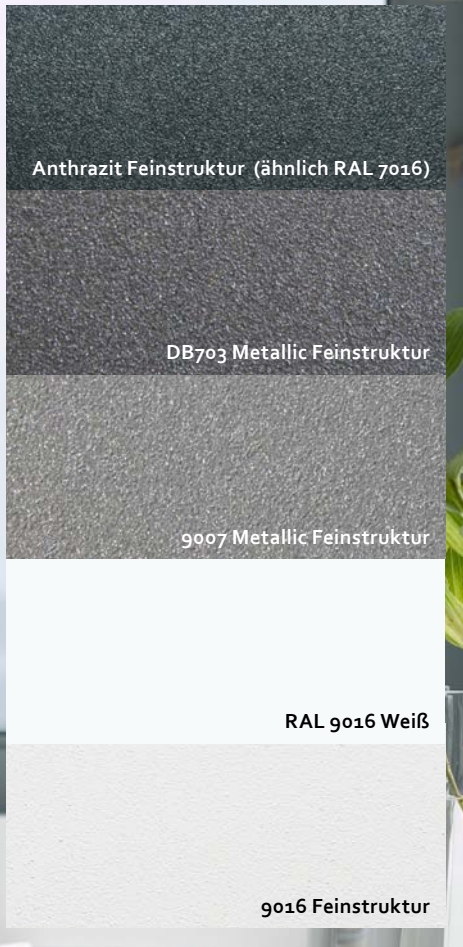 Anthrazit Feinstruktur (ähnlich RAL 7016)
DB703 Metallic Feinstruktur
9007 Metallic Feinstruktur
RAL 9016 Weiß
9016 Feinstruktur